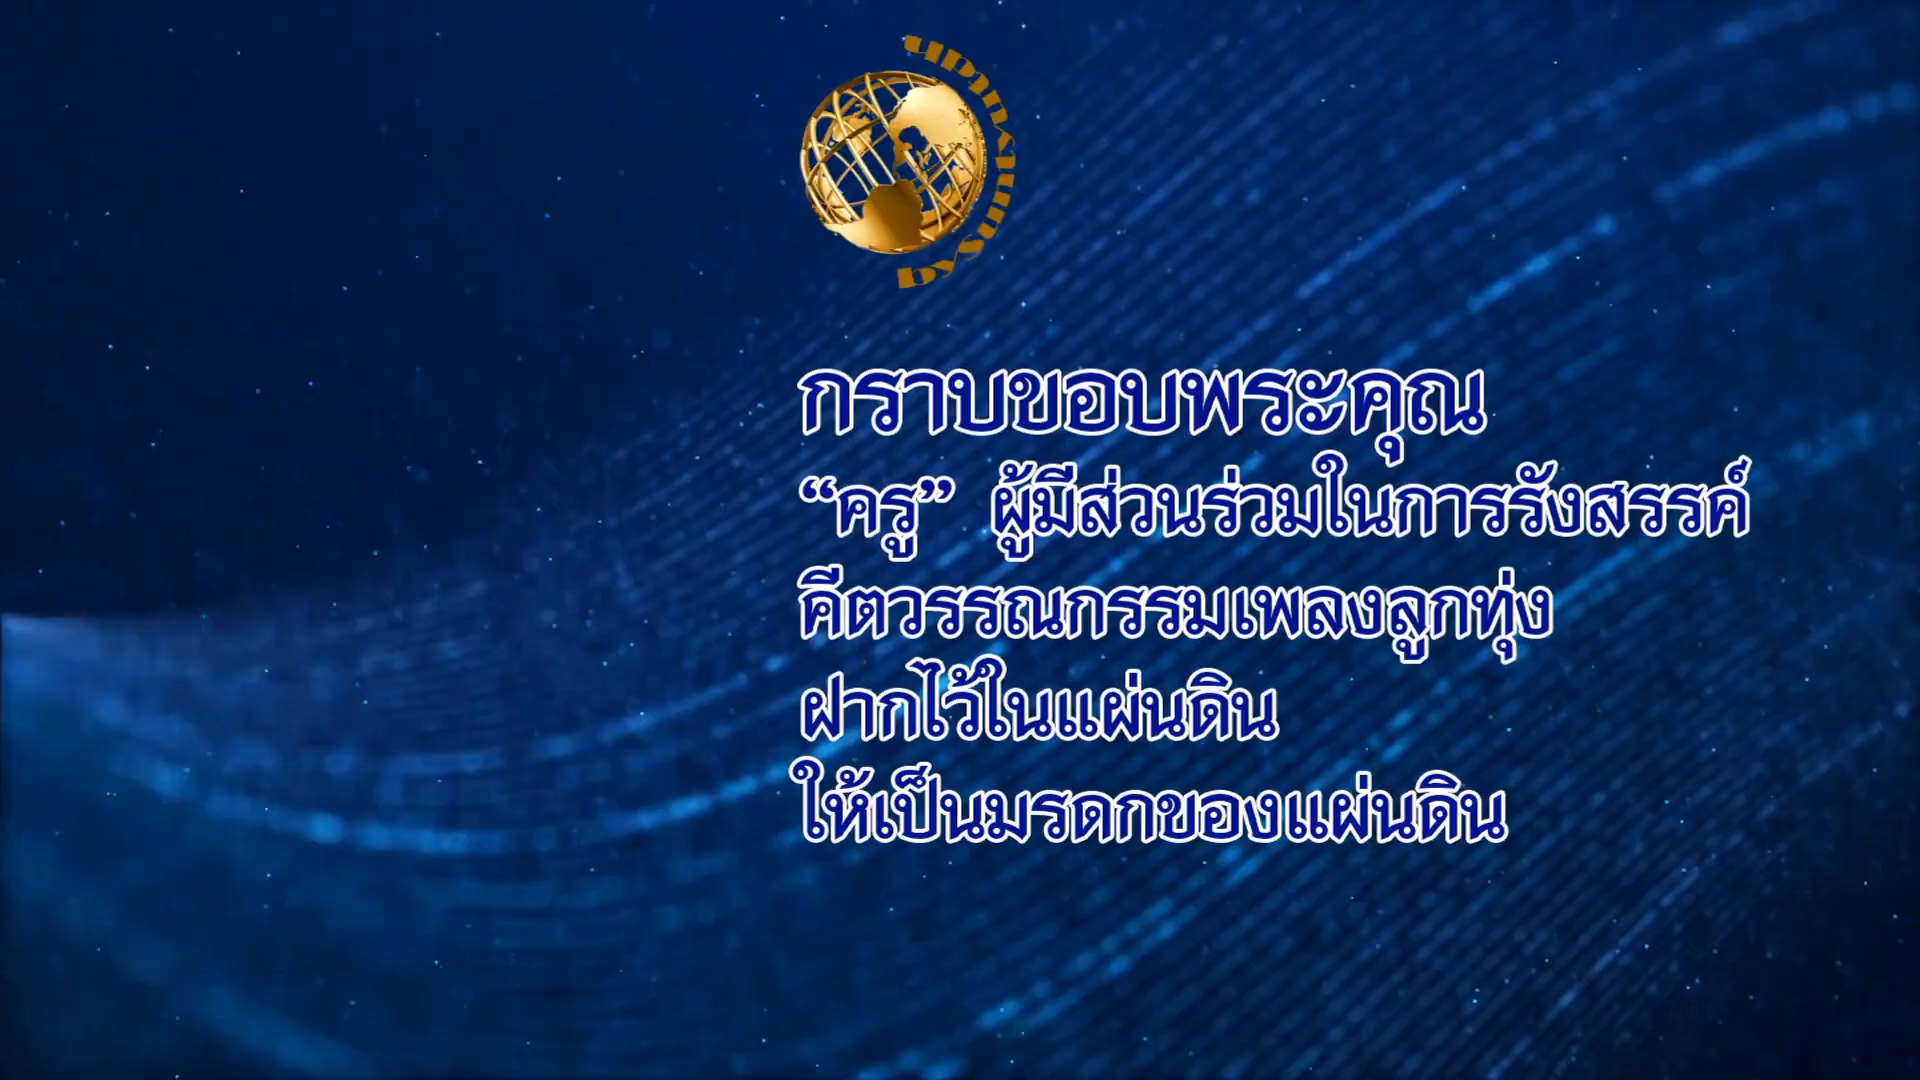 กราบขอบพระคุณ
“ครู” ผู้มีส่วนร่วมในการรังสรรค์
คีตวรรณกรรมเพลงลูกทุ่ง
ฝากไว้ในแผ่นดิน
ให้เป็นมรดกของแผ่นดิน